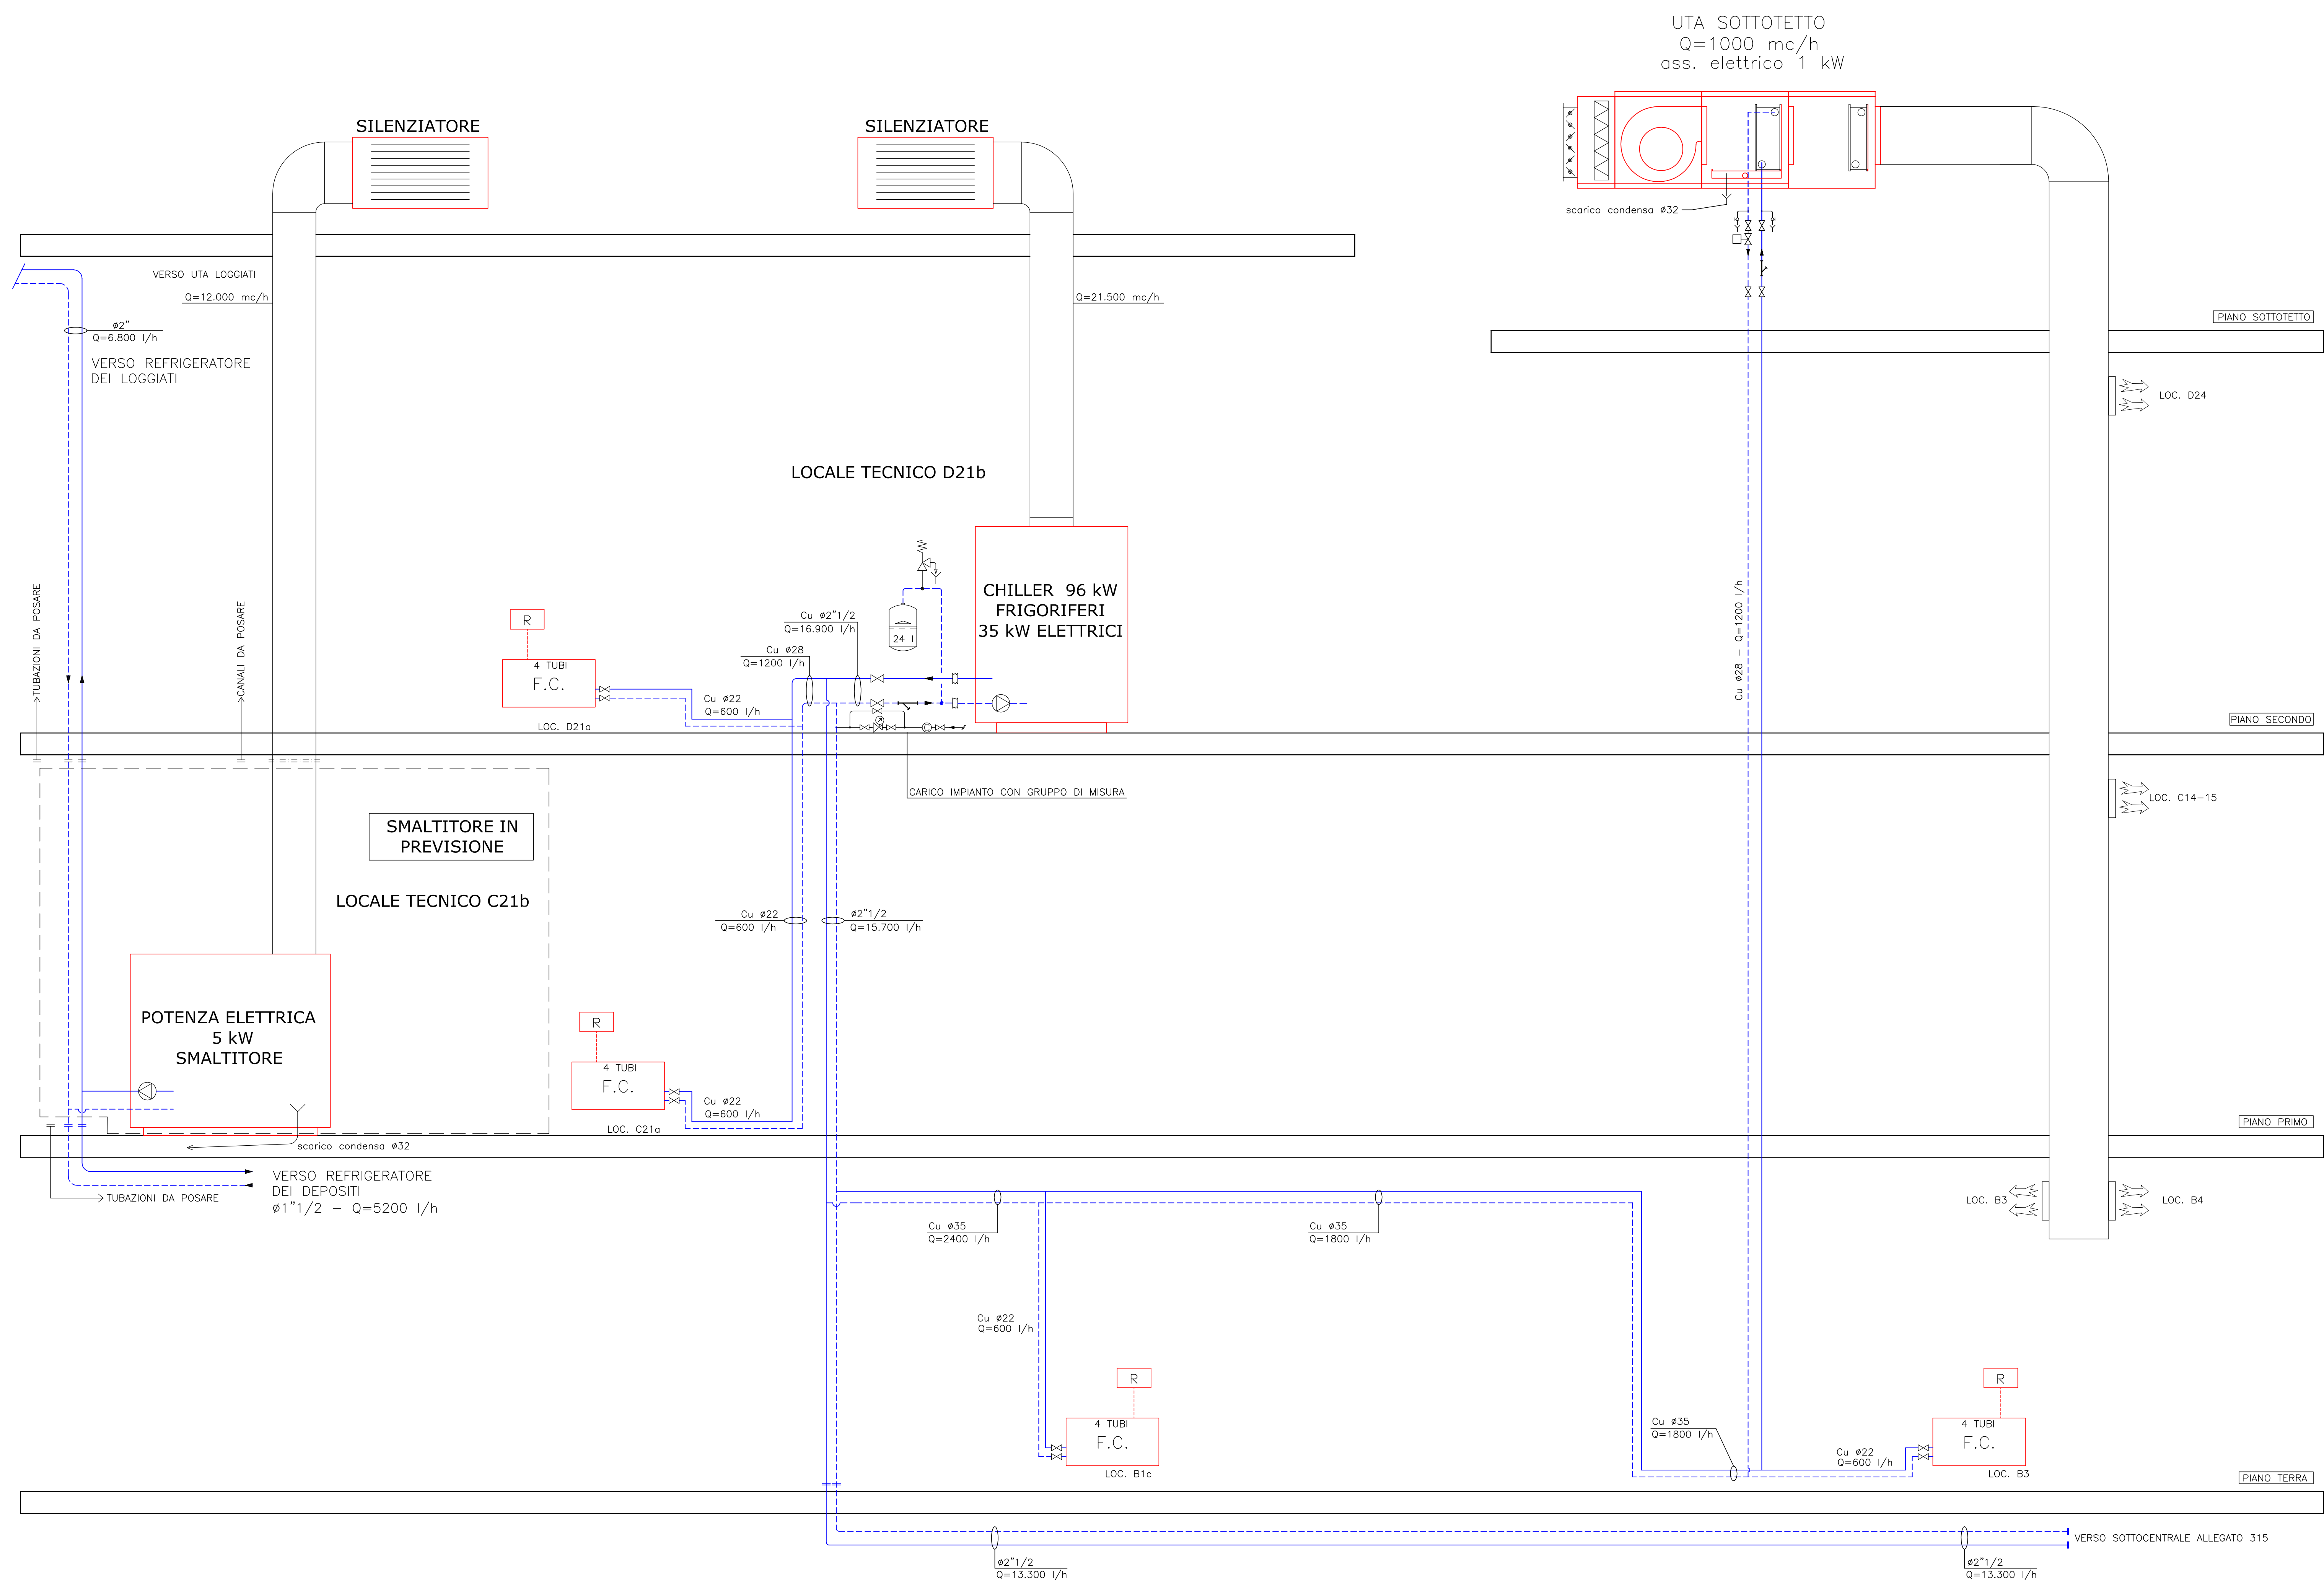 UTA SOTTOTETTO
Q=1000 mc/h
ass. elettrico 1 kW
SILENZIATORE
SILENZIATORE
scarico condensa ø32
VERSO UTA LOGGIATI
Q=12.000 mc/h
Q=21.500 mc/h
PIANO SOTTOTETTO
ø2"
Q=6.800 l/h
VERSO REFRIGERATORE
DEI LOGGIATI
LOC. D24
LOCALE TECNICO D21b
TUBAZIONI DA POSARE
CANALI DA POSARE
CHILLER 96 kW
FRIGORIFERI
35 kW ELETTRICI
R
4 TUBI
F.C.
LOC. D21a
Cu ø22
Q=600 l/h
Cu ø28
Q=1200 l/h
Cu ø2"1/2
Q=16.900 l/h
24 l
Cu ø28 - Q=1200 l/h
PIANO SECONDO
CARICO IMPIANTO CON GRUPPO DI MISURA
LOC. C14-15
SMALTITORE IN
PREVISIONE
LOCALE TECNICO C21b
Cu ø22
Q=600 l/h
ø2"1/2
Q=15.700 l/h
POTENZA ELETTRICA
5 kW
SMALTITORE
R
4 TUBI
F.C.
LOC. C21a
Cu ø22
Q=600 l/h
PIANO PRIMO
scarico condensa ø32
VERSO REFRIGERATORE
DEI DEPOSITI
ø1"1/2 - Q=5200 l/h
TUBAZIONI DA POSARE
LOC. B3
LOC. B4
Cu ø35
Q=2400 l/h
Cu ø35
Q=1800 l/h
Cu ø22
Q=600 l/h
R
4 TUBI
F.C.
LOC. B1c
Cu ø35
Q=1800 l/h
Cu ø22
Q=600 l/h
R
4 TUBI
F.C.
LOC. B3
PIANO TERRA
VERSO SOTTOCENTRALE ALLEGATO 315
ø2"1/2
Q=13.300 l/h
ø2"1/2
Q=13.300 l/h